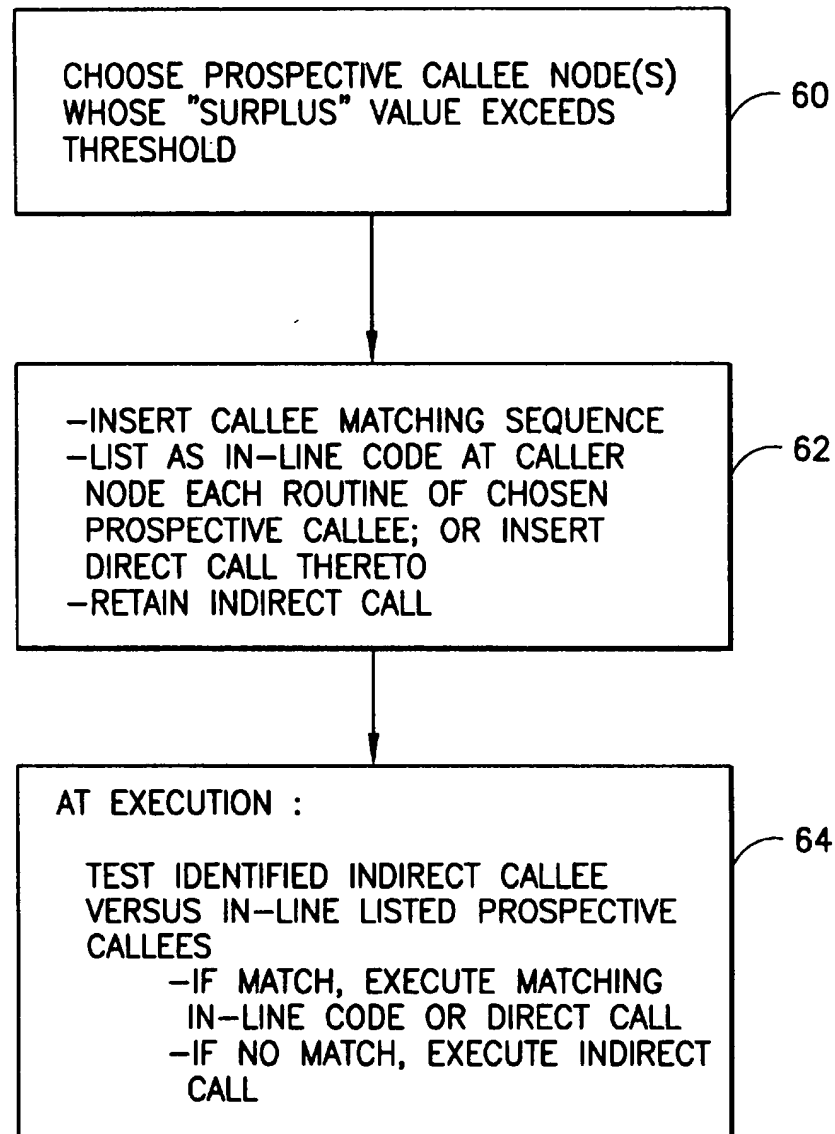 CHOOSE PROSPECTIVE CALLEE NODE(S)
WHOSE "SURPLUS" VALUE EXCEEDS
THRESHOLD
60
-INSERT CALLEE MATCHING SEQUENCE
-LIST AS IN-LINE CODE AT CALLER
NODE EACH ROUTINE OF CHOSEN
PROSPECTIVE CALLEE; OR INSERT
DIRECT CALL THERETO
-RETAIN INDIRECT CALL
62
AT EXECUTION :
TEST IDENTIFIED INDIRECT CALLEE
VERSUS IN-LINE LISTED PROSPECTIVE
CALLEES
-IF MATCH, EXECUTE MATCHING
IN-LINE CODE OR DIRECT CALL
-IF NO MATCH, EXECUTE INDIRECT
CALL
64